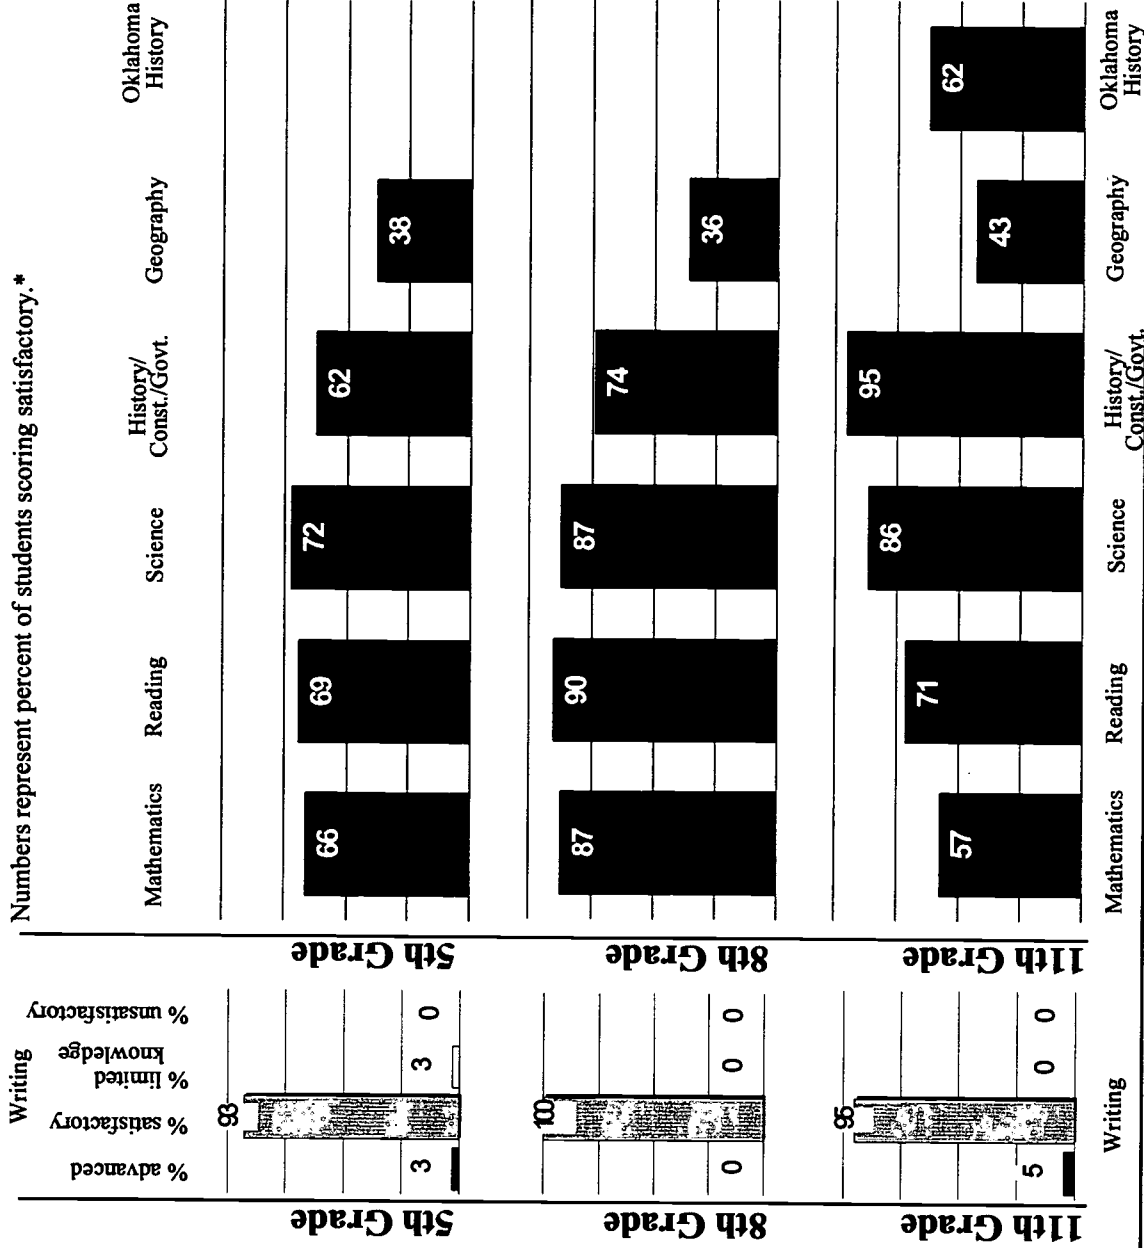 Numbers represent percent of students scoring satisfactory.*
Writing
% advanced
% satisfactory
% limited
knowledge
% unsatisfactory
Mathematics
Reading
Science
History/
Const./Govt.
Geography
Oklahoma
History
5th Grade
3
93
3
0
5th Grade
66
69
72
62
38
8th Grade
0
100
0
0
8th Grade
87
90
87
74
36
11th Grade
5
95
0
0
11th Grade
57
71
86
95
43
62
Writing
Mathematics
Reading
Science
History/
Const./Govt.
Geography
Oklahoma
History